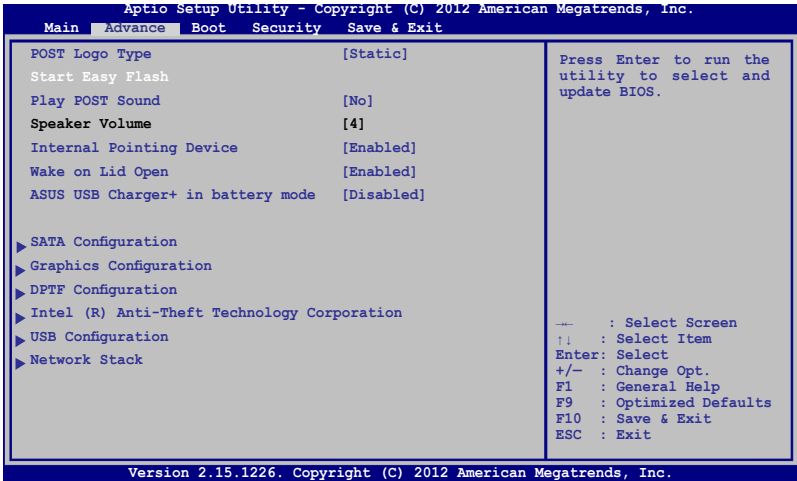 Aptio Setup Utility - Copyright (C) 2012 American Megatrends, Inc.
Main Advance Boot Security Save & Exit
POST Logo Type [Static]
Start Easy Flash
Play POST Sound [No]
Speaker Volume [4]
Internal Pointing Device [Enabled]
Wake on Lid Open [Enabled]
ASUS USB Charger+ in battery mode [Disabled]
SATA Configuration
Graphics Configuration
DPTF Configuration
Intel (R) Anti-Theft Technology Corporation
USB Configuration
Network Stack
Press Enter to run the
utility to select and
update BIOS.
→← : Select Screen
↑↓ : Select Item
Enter: Select
+/— : Change Opt.
F1 : General Help
F9 : Optimized Defaults
F10 : Save & Exit
ESC : Exit
Version 2.15.1226. Copyright (C) 2012 American Megatrends, Inc.